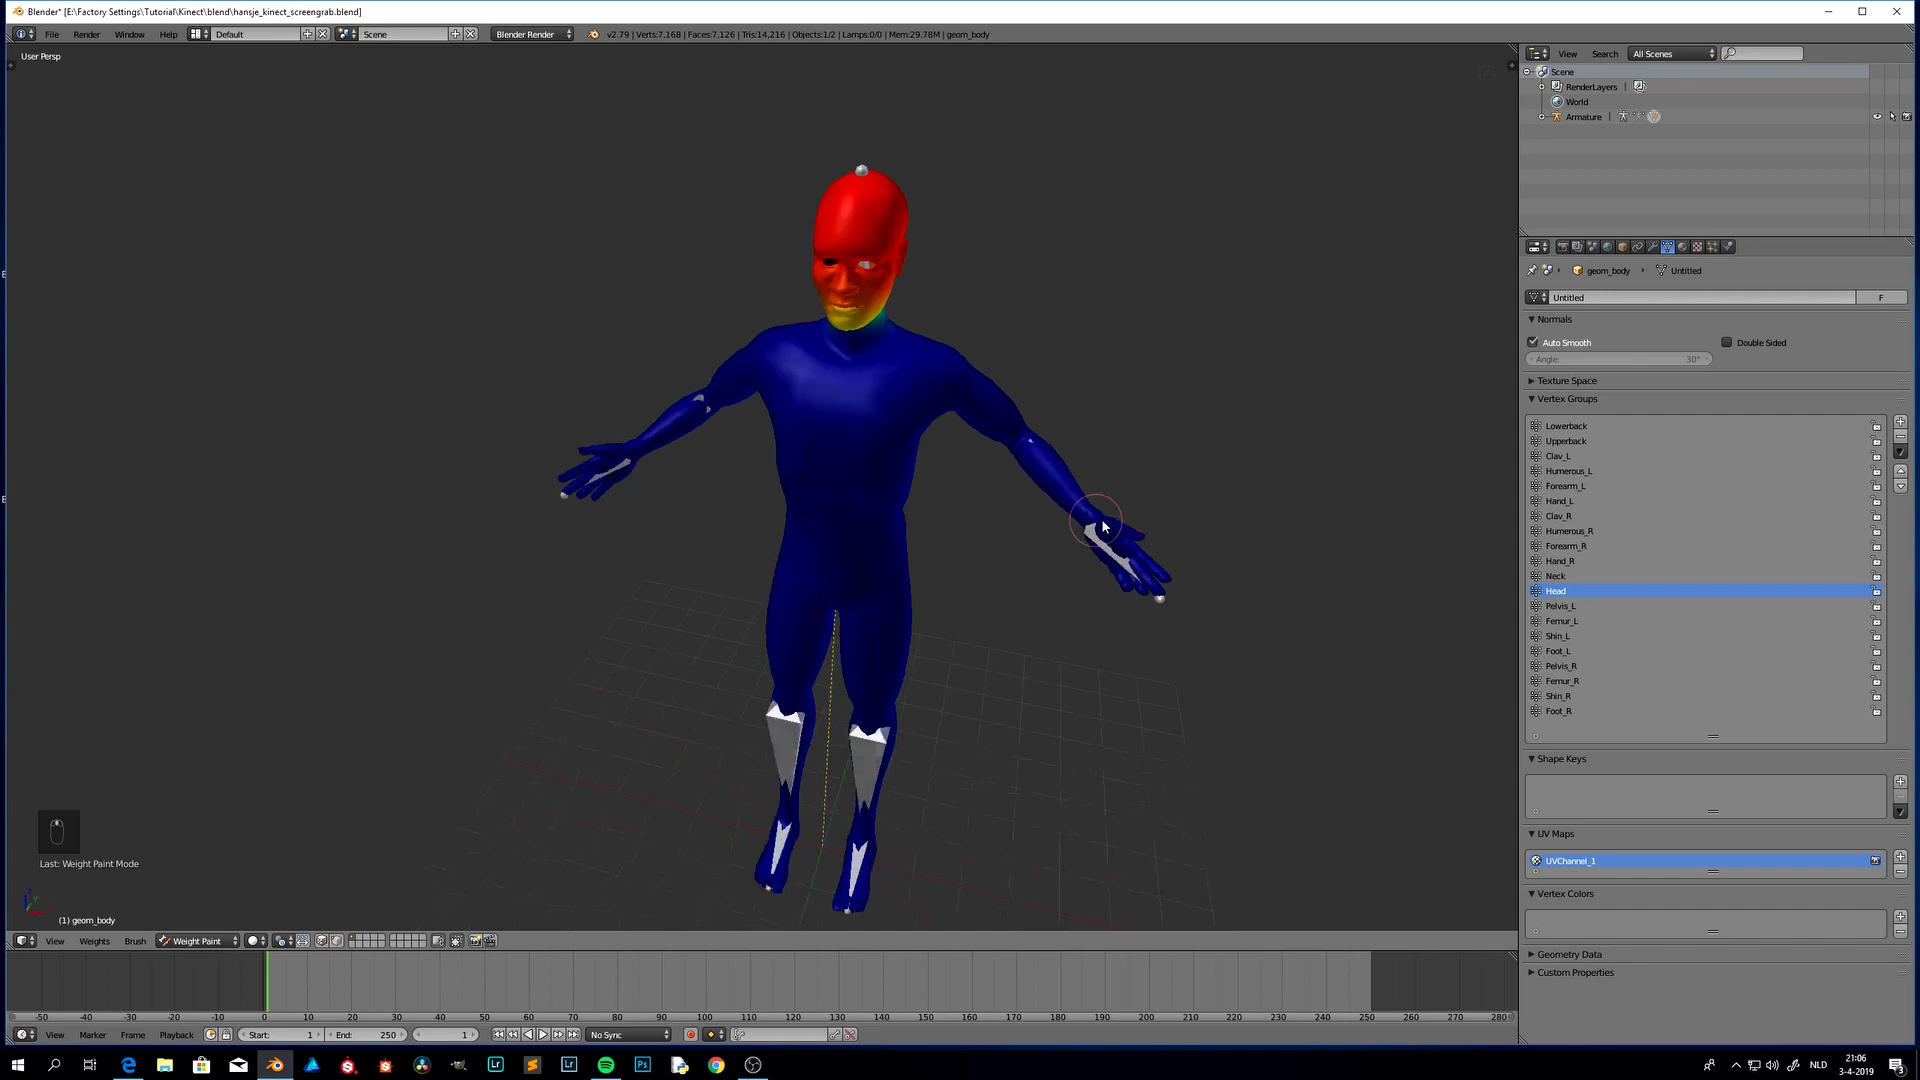 Blender* [E:\Factory Settings\Tutorial\Kinect\blend\hansje_kinect_screengrab.blend]
File Render Window Help Default Scene Blender Render v2.79 | Verts:7,168 | Faces:7,126 | Tris:14,216 | Objects:1/2 | Lamps:0/0 | Mem:29.78M | geom_body
User Persp
View Search All Scenes
Scene
RenderLayers |
World
Armature |
geom_body Untitled
Untitled F
Normals
Auto Smooth Double Sided
Angle: 30°
Texture Space
Vertex Groups
Lowerback
Upperback
Clav_L
Humerous_L
Forearm_L
Hand_L
Clav_R
Humerous_R
Forearm_R
Hand_R
Neck
Head
Pelvis_L
Femur_L
Shin_L
Foot_L
Pelvis_R
Femur_R
Shin_R
Foot_R
Shape Keys
UV Maps
UVChannel_1
Vertex Colors
Geometry Data
Custom Properties
Last: Weight Paint Mode
(1) geom_body
View Weights Brush Weight Paint
-50 -40 -30 -20 -10 0 10 20 30 40 50 60 70 80 90 100 110 120 130 140 150 160 170 180 190 200 210 220 230 240 250 260 270 280
View Marker Frame Playback Start: 1 End: 250 1 No Sync
NLD
21:06
3-4-2019